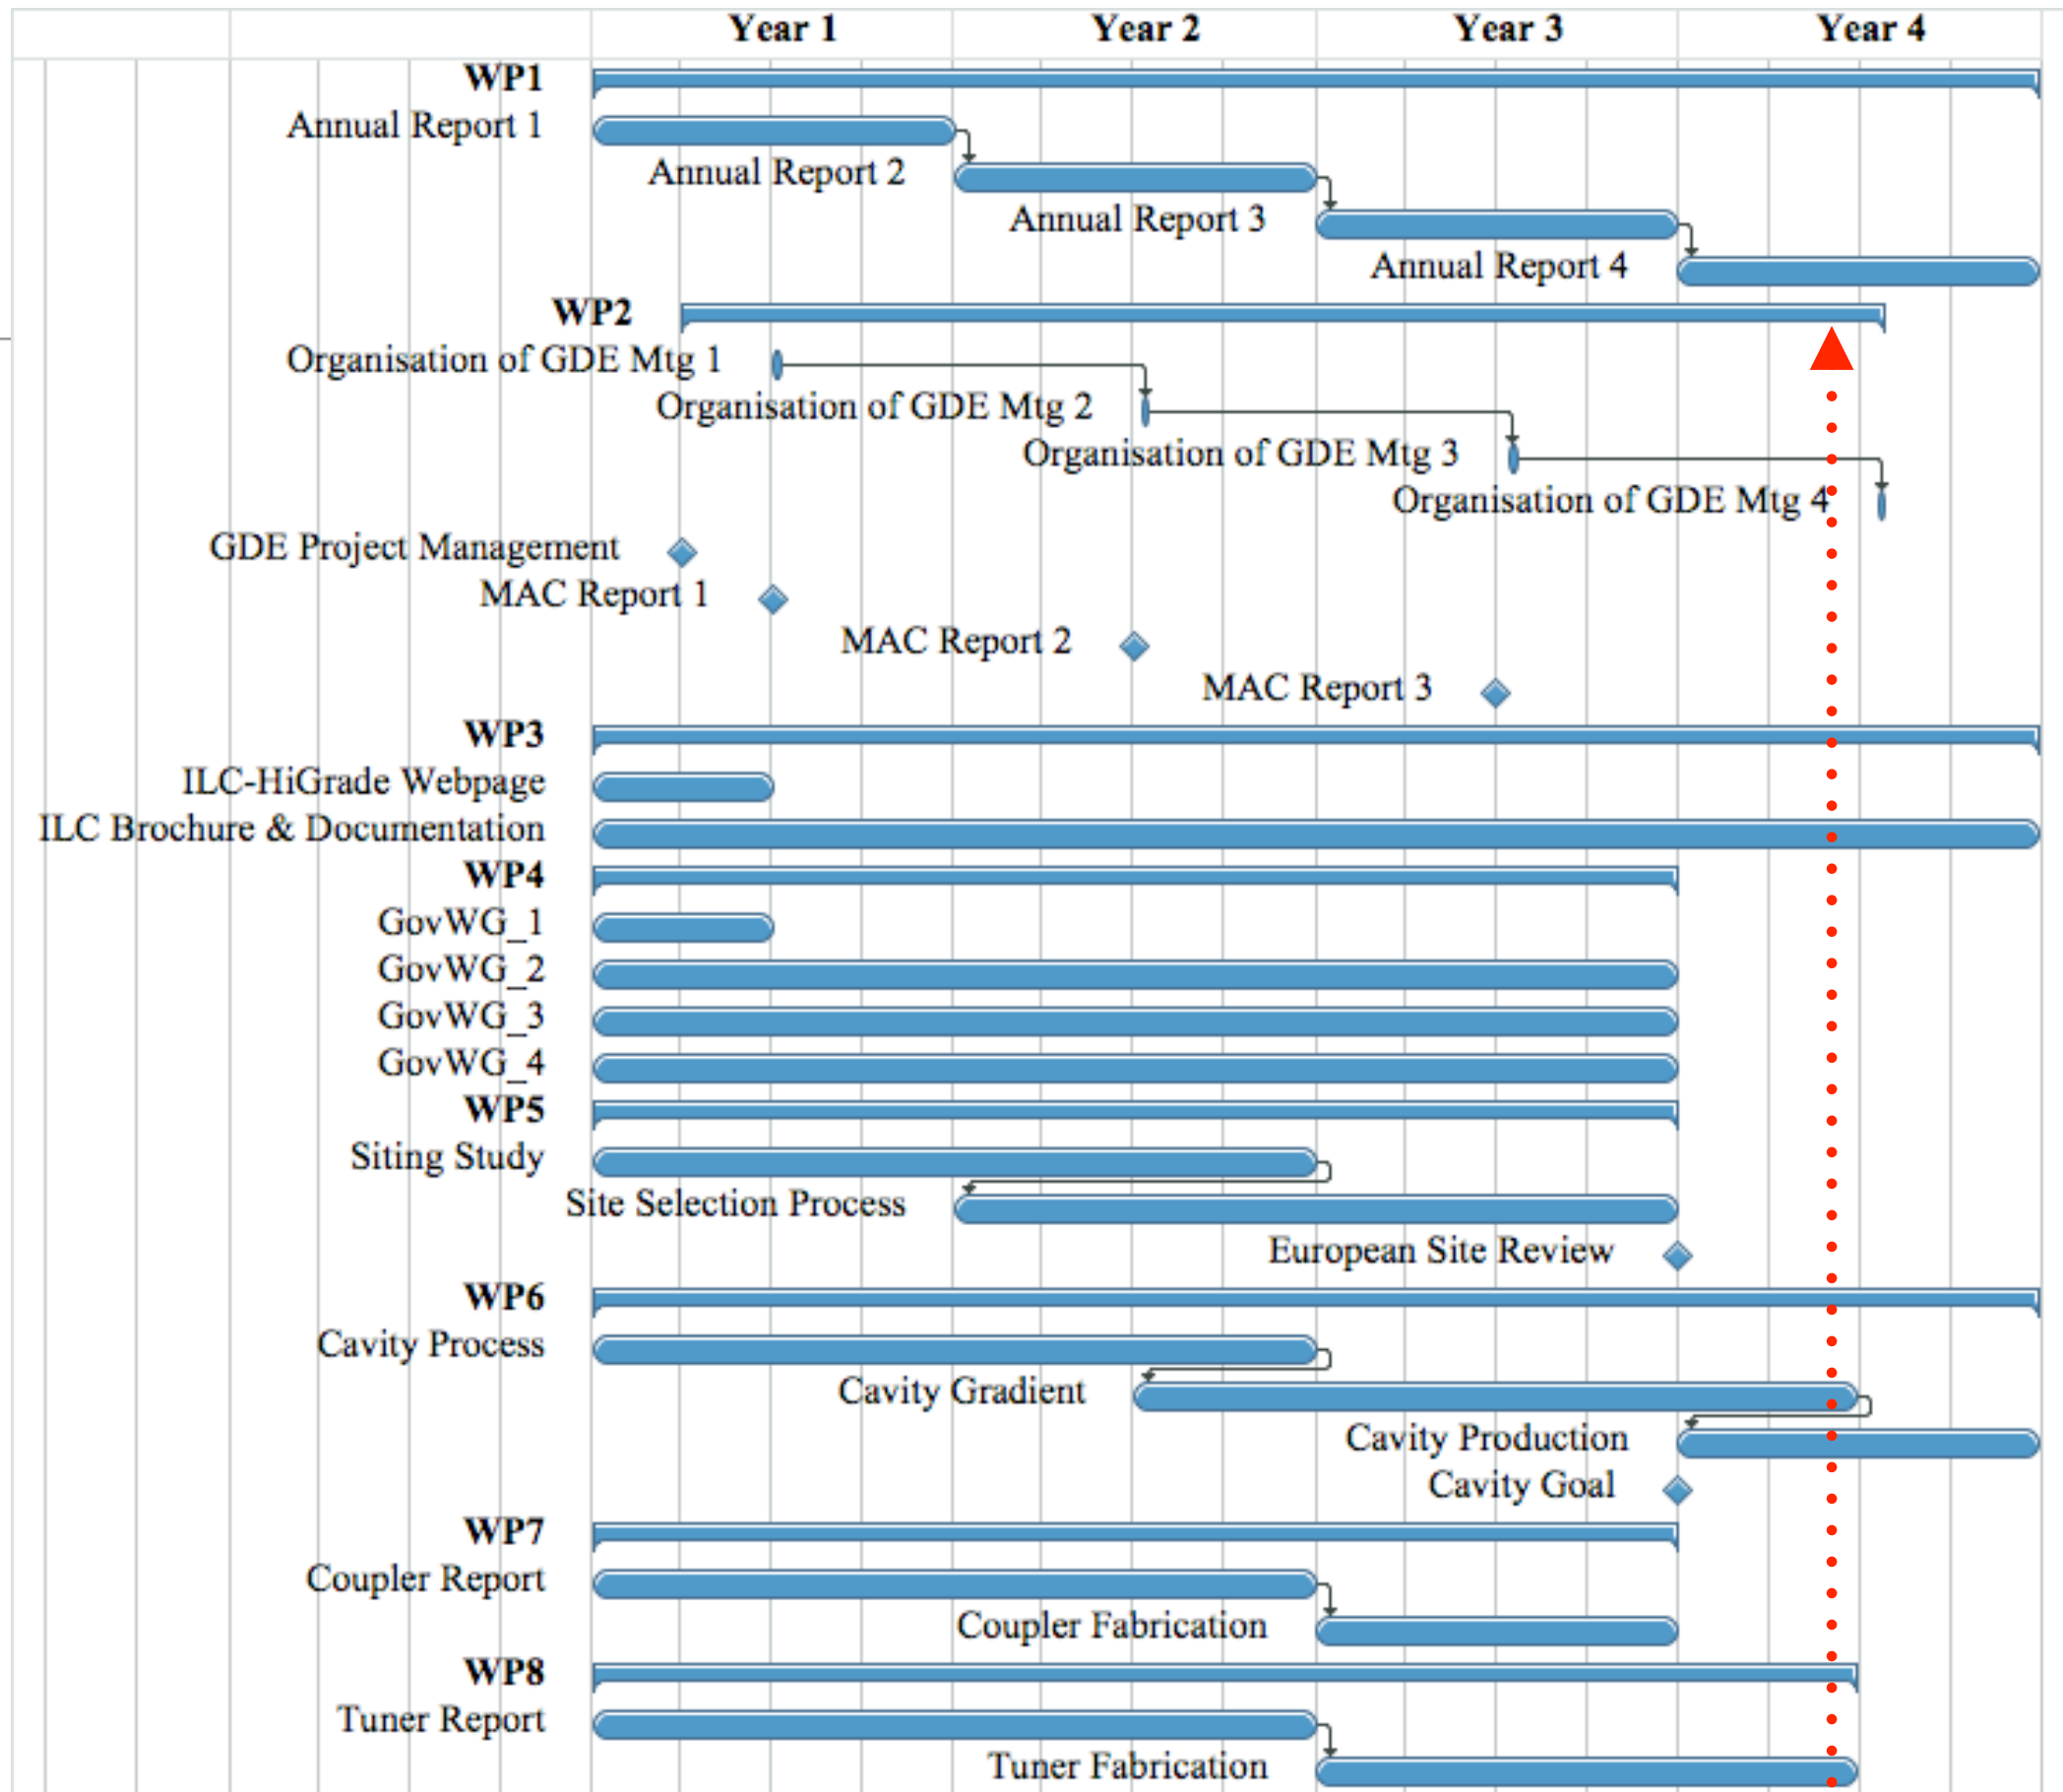 Year 1 Year 2 Year 3 Year 4
WP1
Annual Report 1
Annual Report 2
Annual Report 3
Annual Report 4
WP2
Organisation of GDE Mtg 1
Organisation of GDE Mtg 2
Organisation of GDE Mtg 3
Organisation of GDE Mtg 4
GDE Project Management
MAC Report 1
MAC Report 2
MAC Report 3
WP3
ILC-HiGrade Webpage
ILC Brochure & Documentation
WP4
GovWG_1
GovWG_2
GovWG_3
GovWG_4
WP5
Siting Study
Site Selection Process
European Site Review
WP6
Cavity Process
Cavity Gradient
Cavity Production
Cavity Goal
WP7
Coupler Report
Coupler Fabrication
WP8
Tuner Report
Tuner Fabrication